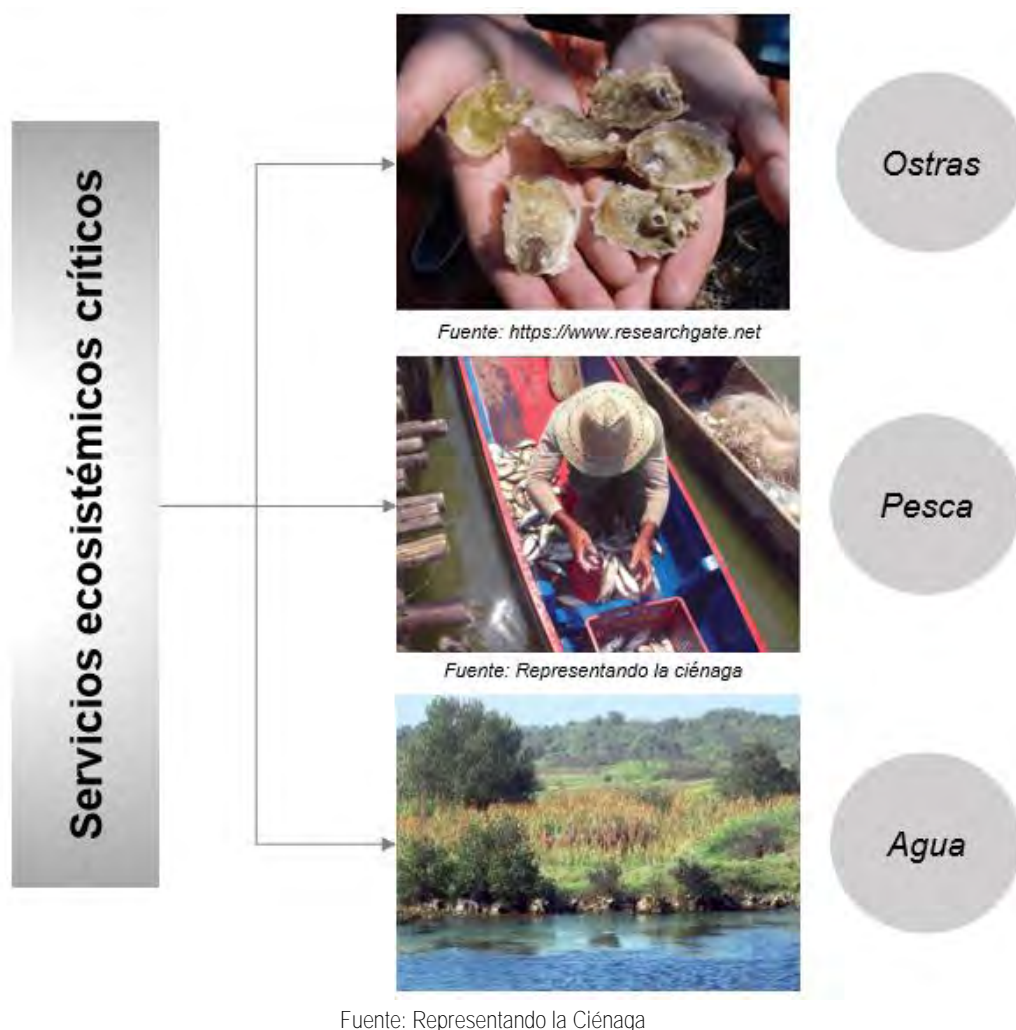 Servicios ecosistémicos críticos
Ostras
Fuente: https://www.researchgate.net
Pesca
Fuente: Representando la ciénaga
Agua
Fuente: Representando la Ciénaga